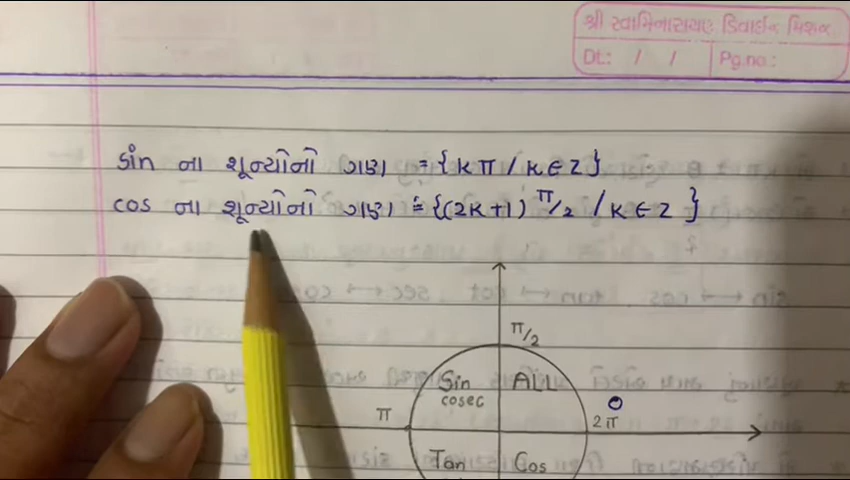 શ્રી સ્વામિનારાયણ ડિવાઈન મિશન
Dt.: / / Pg.no.:
sin ના શૂન્યોનો ગણ = {kπ / k∈Z}
cos ના શૂન્યોનો ગણ = {(2k+1) π/2 / k∈Z}
π/2
Sin ALL
cosec
π 0
2π
Tan Cos